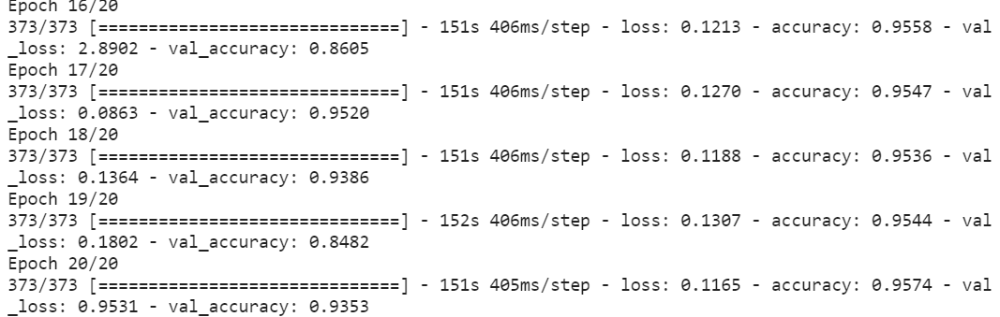 Epoch 16/20
373/373 [==============================] - 151s 406ms/step - loss: 0.1213 - accuracy: 0.9558 - val
_loss: 2.8902 - val_accuracy: 0.8605
Epoch 17/20
373/373 [==============================] - 151s 406ms/step - loss: 0.1270 - accuracy: 0.9547 - val
_loss: 0.0863 - val_accuracy: 0.9520
Epoch 18/20
373/373 [==============================] - 151s 406ms/step - loss: 0.1188 - accuracy: 0.9536 - val
_loss: 0.1364 - val_accuracy: 0.9386
Epoch 19/20
373/373 [==============================] - 152s 406ms/step - loss: 0.1307 - accuracy: 0.9544 - val
_loss: 0.1802 - val_accuracy: 0.8482
Epoch 20/20
373/373 [==============================] - 151s 405ms/step - loss: 0.1165 - accuracy: 0.9574 - val
_loss: 0.9531 - val_accuracy: 0.9353